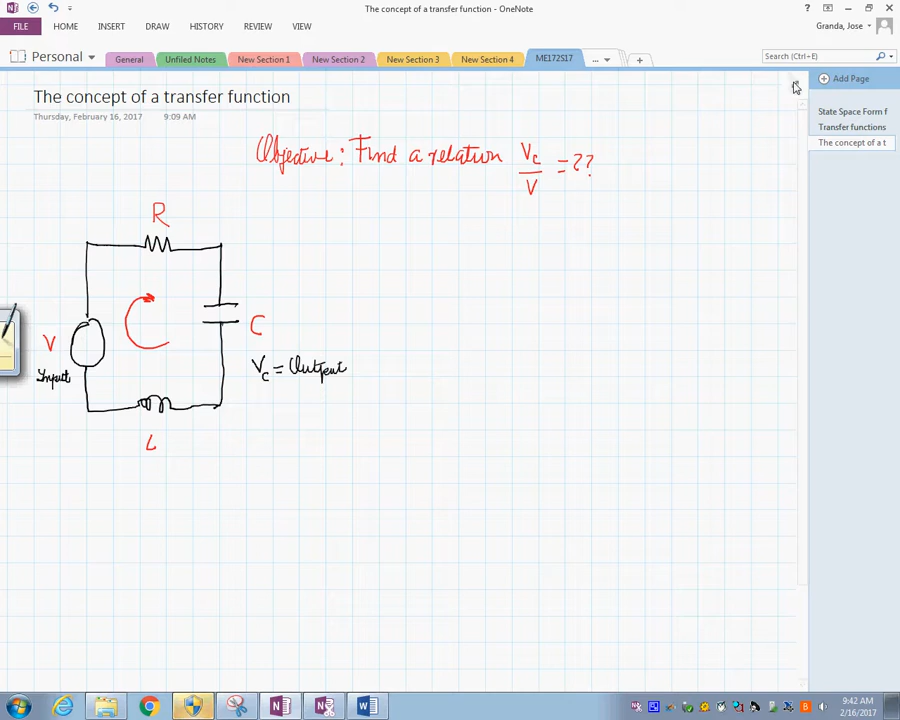 The concept of a transfer function - OneNote
?
FILE
HOME
INSERT
DRAW
HISTORY
REVIEW
VIEW
Granda, Jose
Personal
General
Unfiled Notes
New Section 1
New Section 2
New Section 3
New Section 4
ME172S17
...
+
Search (Ctrl+E)
Add Page
State Space Form f
Transfer functions
The concept of a t
The concept of a transfer function
Thursday, February 16, 2017 9:09 AM
Objective: Find a relation Vc/V = ??
R
C
V
Input
Vc = Output
L
9:42 AM
2/16/2017